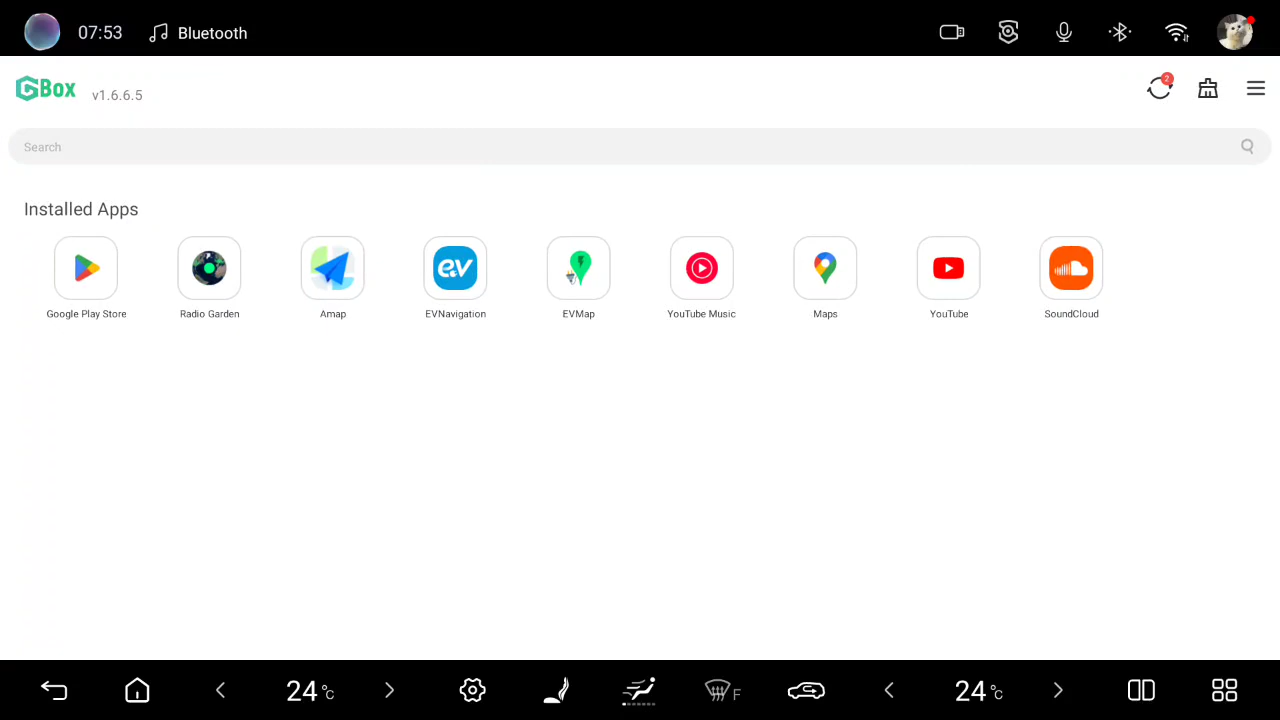 07:53 Bluetooth
GBox v1.6.6.5
2
Search
Installed Apps
ev
Google Play Store Radio Garden Amap EVNavigation EVMap YouTube Music Maps YouTube SoundCloud
24°C F 24°C